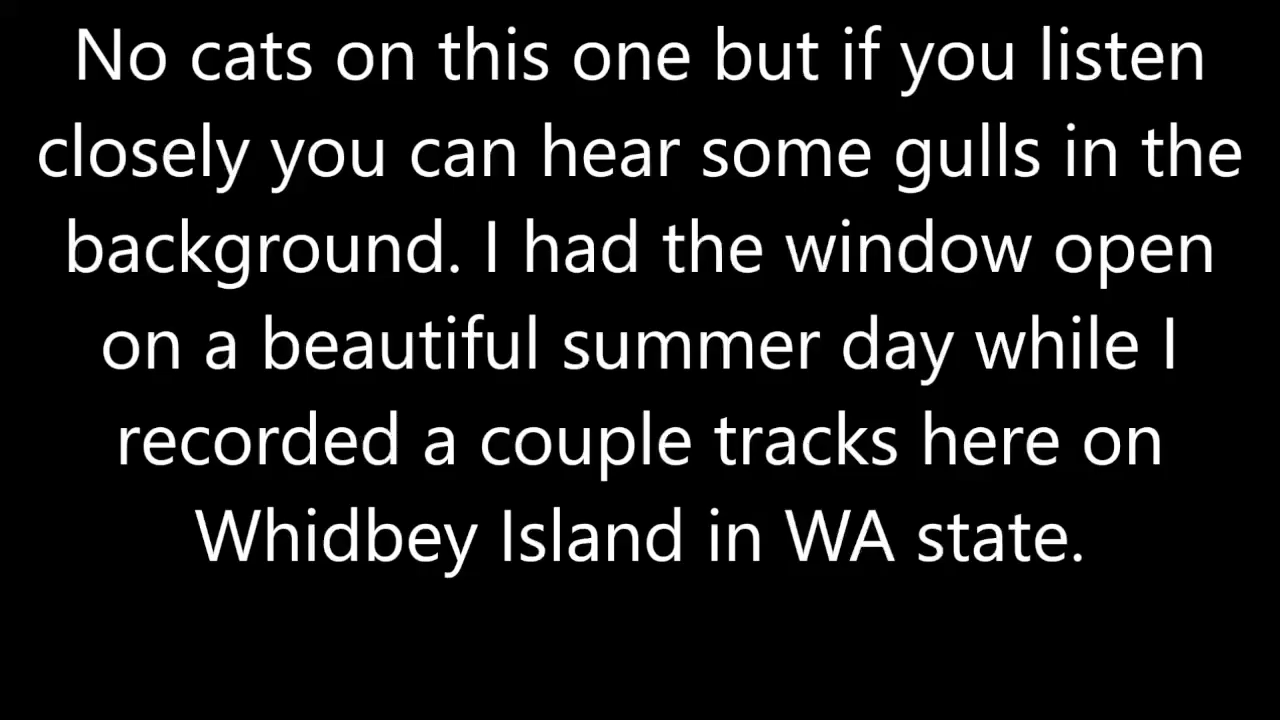 No cats on this one but if you listen
closely you can hear some gulls in the
background. I had the window open
on a beautiful summer day while I
recorded a couple tracks here on
Whidbey Island in WA state.